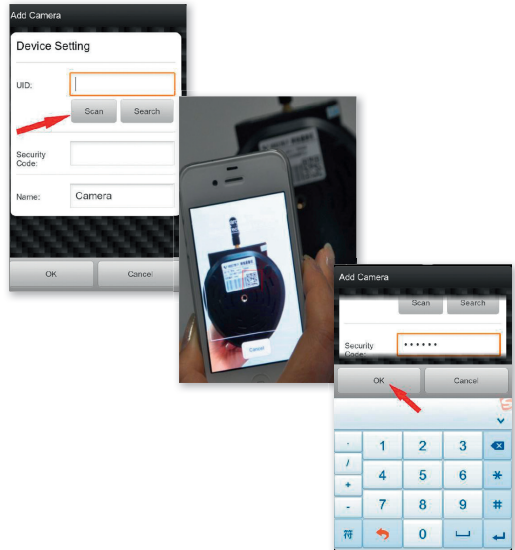 Add Camera
Device Setting
UID:
Scan Search
Security
Code:
Name: Camera
OK Cancel
Cancel
Add Camera
Scan Search
Security
Code: ••••••
OK Cancel
. 1 2 3
/ 4 5 6 *
+
- 7 8 9 #
符 0